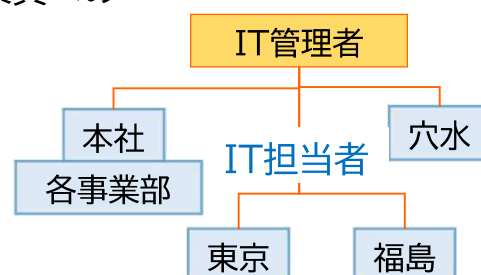 IT管理者
本社
穴水
IT担当者
各事業部
東京
福島